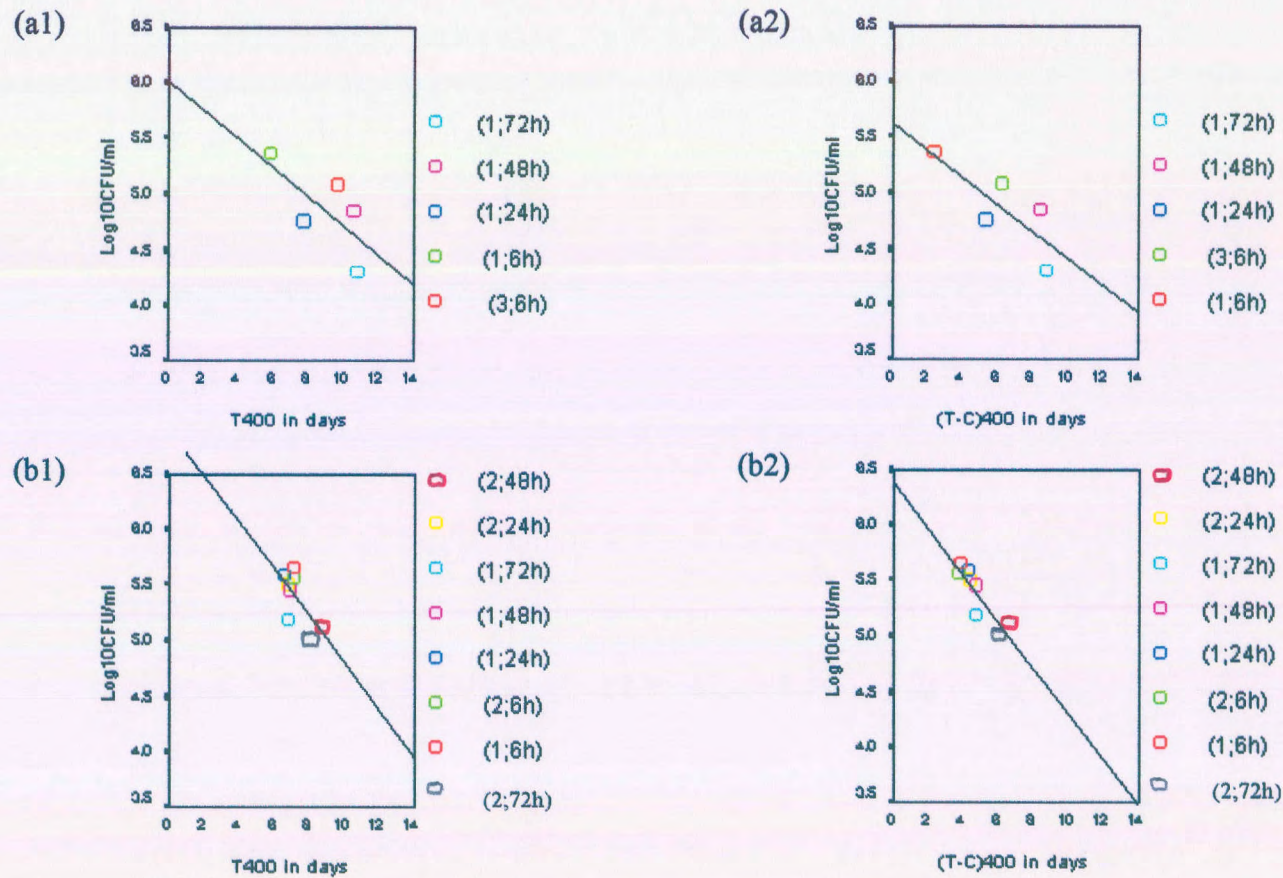 (a1)
6.5
6.0
5.5
5.0
4.5
4.0
3.5
Log10CFU/ml
0 2 4 6 8 10 12 14
T400 in days
(1;72h)
(1;48h)
(1;24h)
(1;6h)
(3;6h)
(a2)
6.5
6.0
5.5
5.0
4.5
4.0
3.5
Log10CFU/ml
0 2 4 6 8 10 12 14
(T-C)400 in days
(1;72h)
(1;48h)
(1;24h)
(3;6h)
(1;6h)
(b1)
6.5
6.0
5.5
5.0
4.5
4.0
3.5
Log10CFU/ml
0 2 4 6 8 10 12 14
T400 in days
(2;48h)
(2;24h)
(1;72h)
(1;48h)
(1;24h)
(2;6h)
(1;6h)
(2;72h)
(b2)
6.5
6.0
5.5
5.0
4.5
4.0
3.5
Log10CFU/ml
0 2 4 6 8 10 12 14
(T-C)400 in days
(2;48h)
(2;24h)
(1;72h)
(1;48h)
(1;24h)
(2;6h)
(1;6h)
(2;72h)